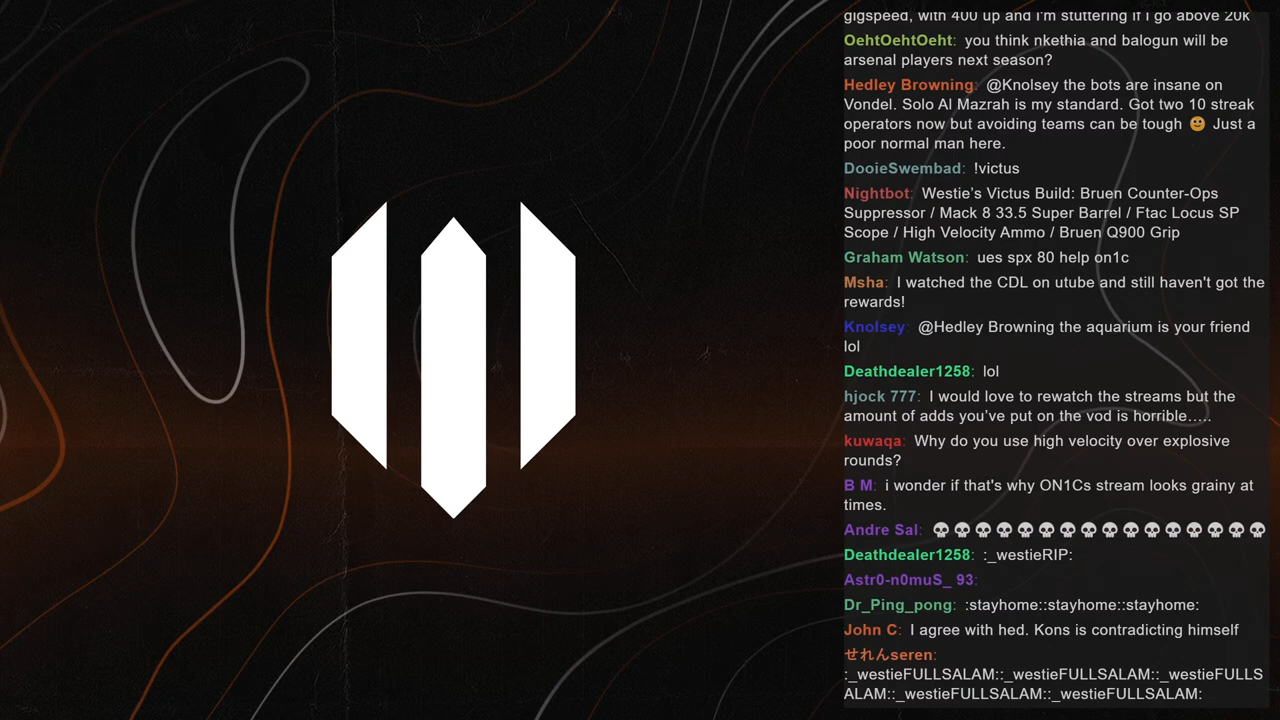 gigspeed, with 400 up and I'm stuttering if I go above 20k
OehtOehtOeht: you think nkethia and balogun will be
arsenal players next season?
Hedley Browning: @Knolsey the bots are insane on
Vondel. Solo Al Mazrah is my standard. Got two 10 streak
operators now but avoiding teams can be tough 🙂 Just a
poor normal man here.
DooieSwembad: !victus
Nightbot: Westie's Victus Build: Bruen Counter-Ops
Suppressor / Mack 8 33.5 Super Barrel / Ftac Locus SP
Scope / High Velocity Ammo / Bruen Q900 Grip
Graham Watson: ues spx 80 help on1c
Msha: I watched the CDL on utube and still haven't got the
rewards!
Knolsey: @Hedley Browning the aquarium is your friend
lol
Deathdealer1258: lol
hjock 777: I would love to rewatch the streams but the
amount of adds you've put on the vod is horrible…..
kuwaqa: Why do you use high velocity over explosive
rounds?
B M: i wonder if that's why ON1Cs stream looks grainy at
times.
Andre Sal: 💀💀💀💀💀💀💀💀💀💀💀💀💀💀💀💀
Deathdealer1258: :_westieRIP:
Astr0-n0muS_ 93:
Dr_Ping_pong: :stayhome::stayhome::stayhome:
John C: I agree with hed. Kons is contradicting himself
せれんseren:
:_westieFULLSALAM::_westieFULLSALAM::_westieFULLS
ALAM::_westieFULLSALAM::_westieFULLSALAM: